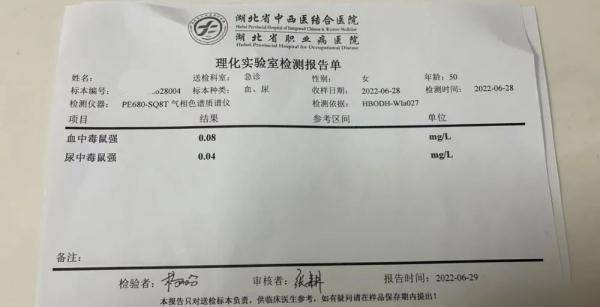 湖北省中西医结合医院
Hubei Provincial Hospital of Integrated Chinese & Western Medicine
湖北省职业病医院
Hubei Provincial Hospital for Occupational Disease
理化实验室检测报告单
姓名: 送检科室: 急诊 性别: 女 年龄: 50
标本编号: 28004 标本种类: 血、尿 收样日期: 2022-06-28 检测时间: 2022-06-28
检测仪器: PE680-SQ8T 气相色谱质谱仪 检测依据: HBODH-Wla027
项目 结果 参考区间 单位
血中毒鼠强 0.08 mg/L
尿中毒鼠强 0.04 mg/L
备注:
检验者: 审核者: 报告时间: 2022-06-29
本报告只对送检标本负责，供临床医生参考，如有疑问请在样品保存期内提出!